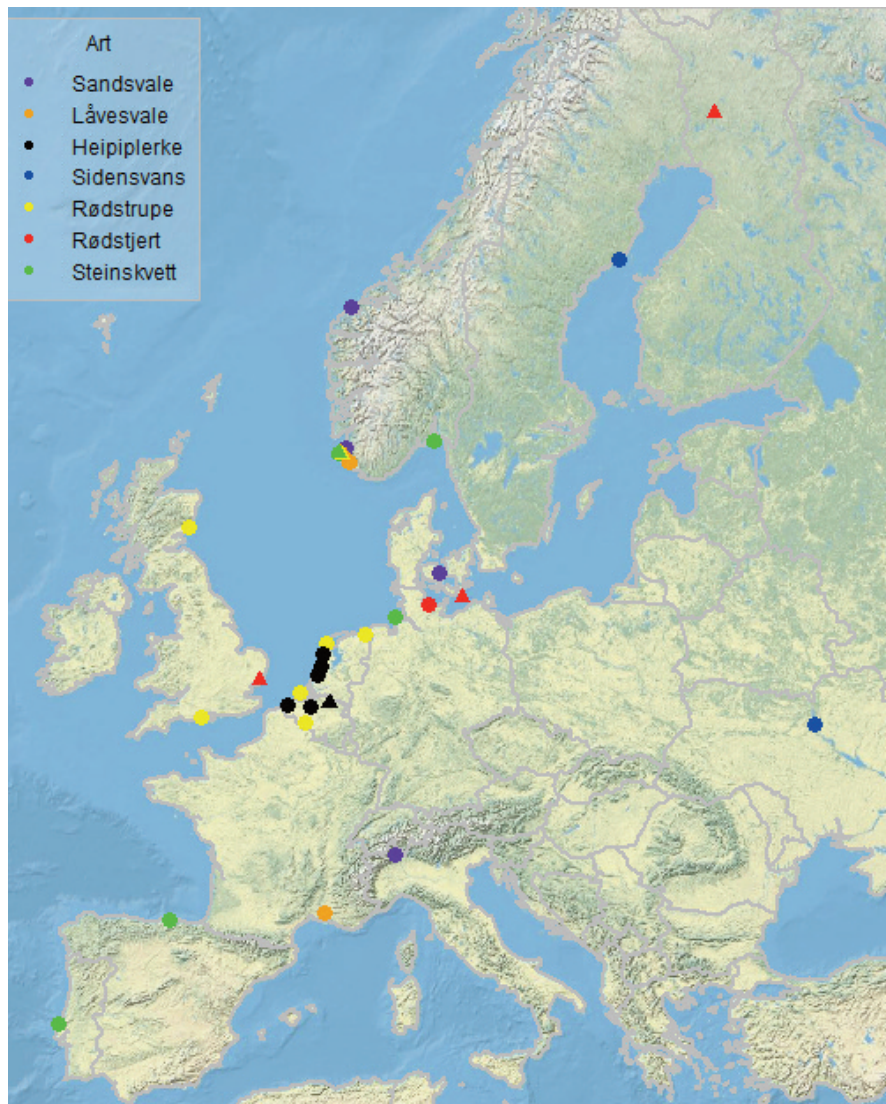 Art
Sandsvale
Låvesvale
Heipiplerke
Sidensvans
Rødstrupe
Rødstjert
Steinskvett